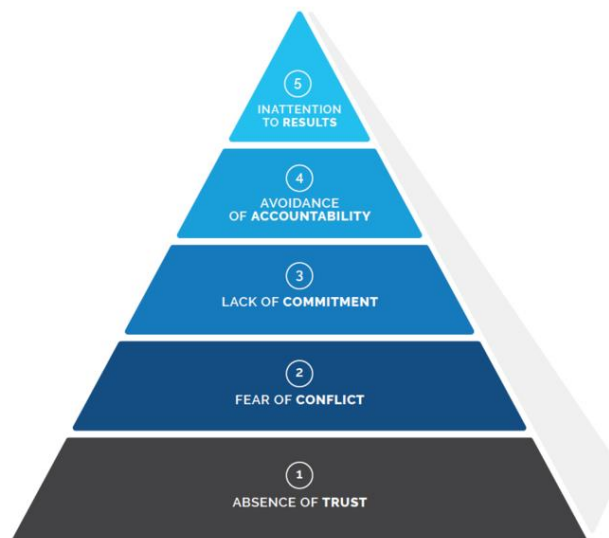 5
INATTENTION
TO RESULTS
4
AVOIDANCE
OF ACCOUNTABILITY
3
LACK OF COMMITMENT
2
FEAR OF CONFLICT
1
ABSENCE OF TRUST